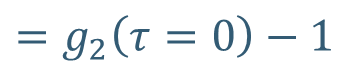 = g₂(τ = 0) − 1